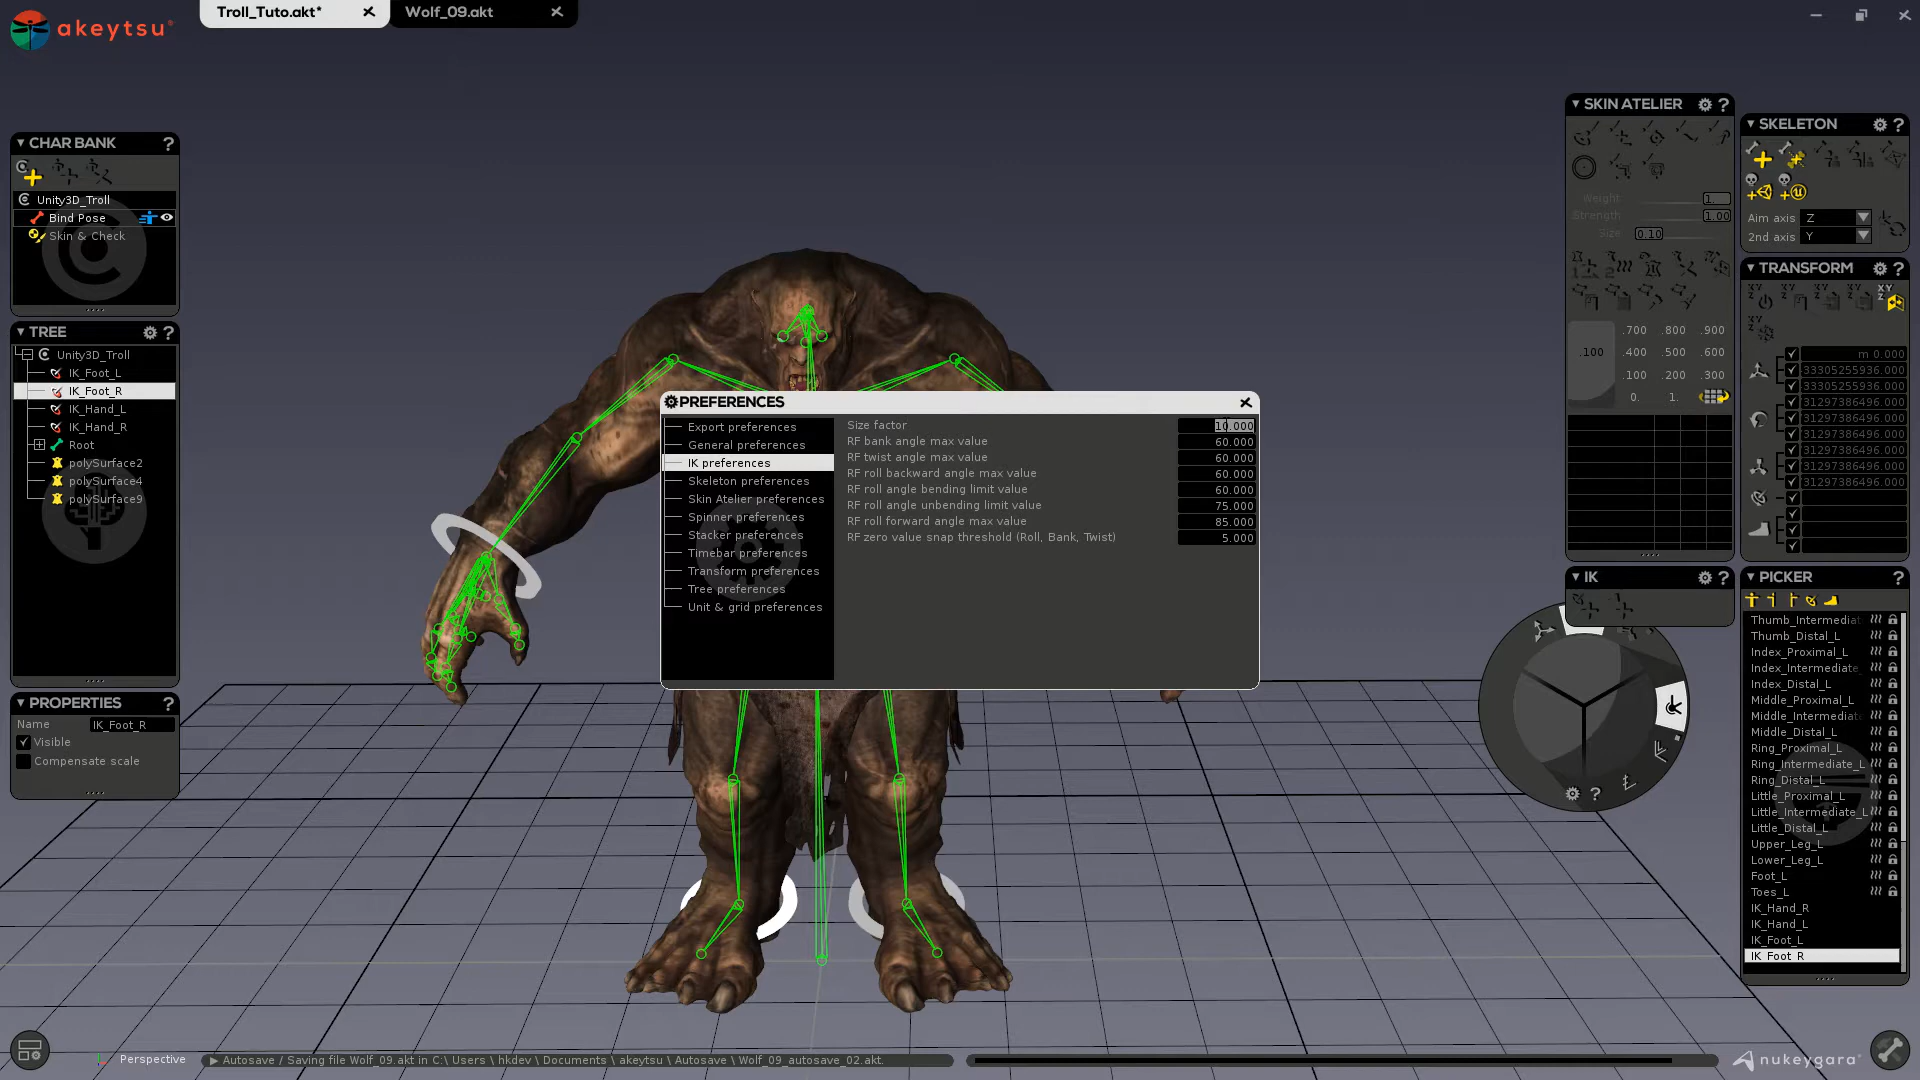 Troll_Tuto.akt*
Wolf_09.akt
akeytsu
CHAR BANK
?
Unity3D_Troll
Bind Pose
Skin & Check
TREE
?
Unity3D_Troll
IK_Foot_L
IK_Foot_R
IK_Hand_L
IK_Hand_R
Root
polySurface2
polySurface4
polySurface9
PROPERTIES
?
Name IK_Foot_R
Visible
Compensate scale
PREFERENCES
Export preferences
General preferences
IK preferences
Skeleton preferences
Skin Atelier preferences
Spinner preferences
Stacker preferences
Timebar preferences
Transform preferences
Tree preferences
Unit & grid preferences
Size factor 10.000
RF bank angle max value 60.000
RF twist angle max value 60.000
RF roll backward angle max value 60.000
RF roll angle bending limit value 60.000
RF roll angle unbending limit value 75.000
RF roll forward angle max value 85.000
RF zero value snap threshold (Roll, Bank, Twist) 5.000
SKIN ATELIER
?
Weight 1.
Strength 1.00
Size 0.10
.100
.700 .800 .900
.400 .500 .600
.100 .200 .300
0. 1.
IK
?
?
SKELETON
?
Aim axis Z
2nd axis Y
TRANSFORM
?
m 0.000
33305255936.000
33305255936.000
31297386496.000
31297386496.000
31297386496.000
31297386496.000
31297386496.000
31297386496.000
PICKER
?
Thumb_Intermediat
Thumb_Distal_L
Index_Proximal_L
Index_Intermediate_
Index_Distal_L
Middle_Proximal_L
Middle_Intermediat
Middle_Distal_L
Ring_Proximal_L
Ring_Intermediate_L
Ring_Distal_L
Little_Proximal_L
Little_Intermediate_L
Little_Distal_L
Upper_Leg_L
Lower_Leg_L
Foot_L
Toes_L
IK_Hand_R
IK_Hand_L
IK_Foot_L
IK_Foot_R
Perspective
Autosave / Saving file Wolf_09.akt in C:\ Users \ hkdev \ Documents \ akeytsu \ Autosave \ Wolf_09_autosave_02.akt.
nukeygara